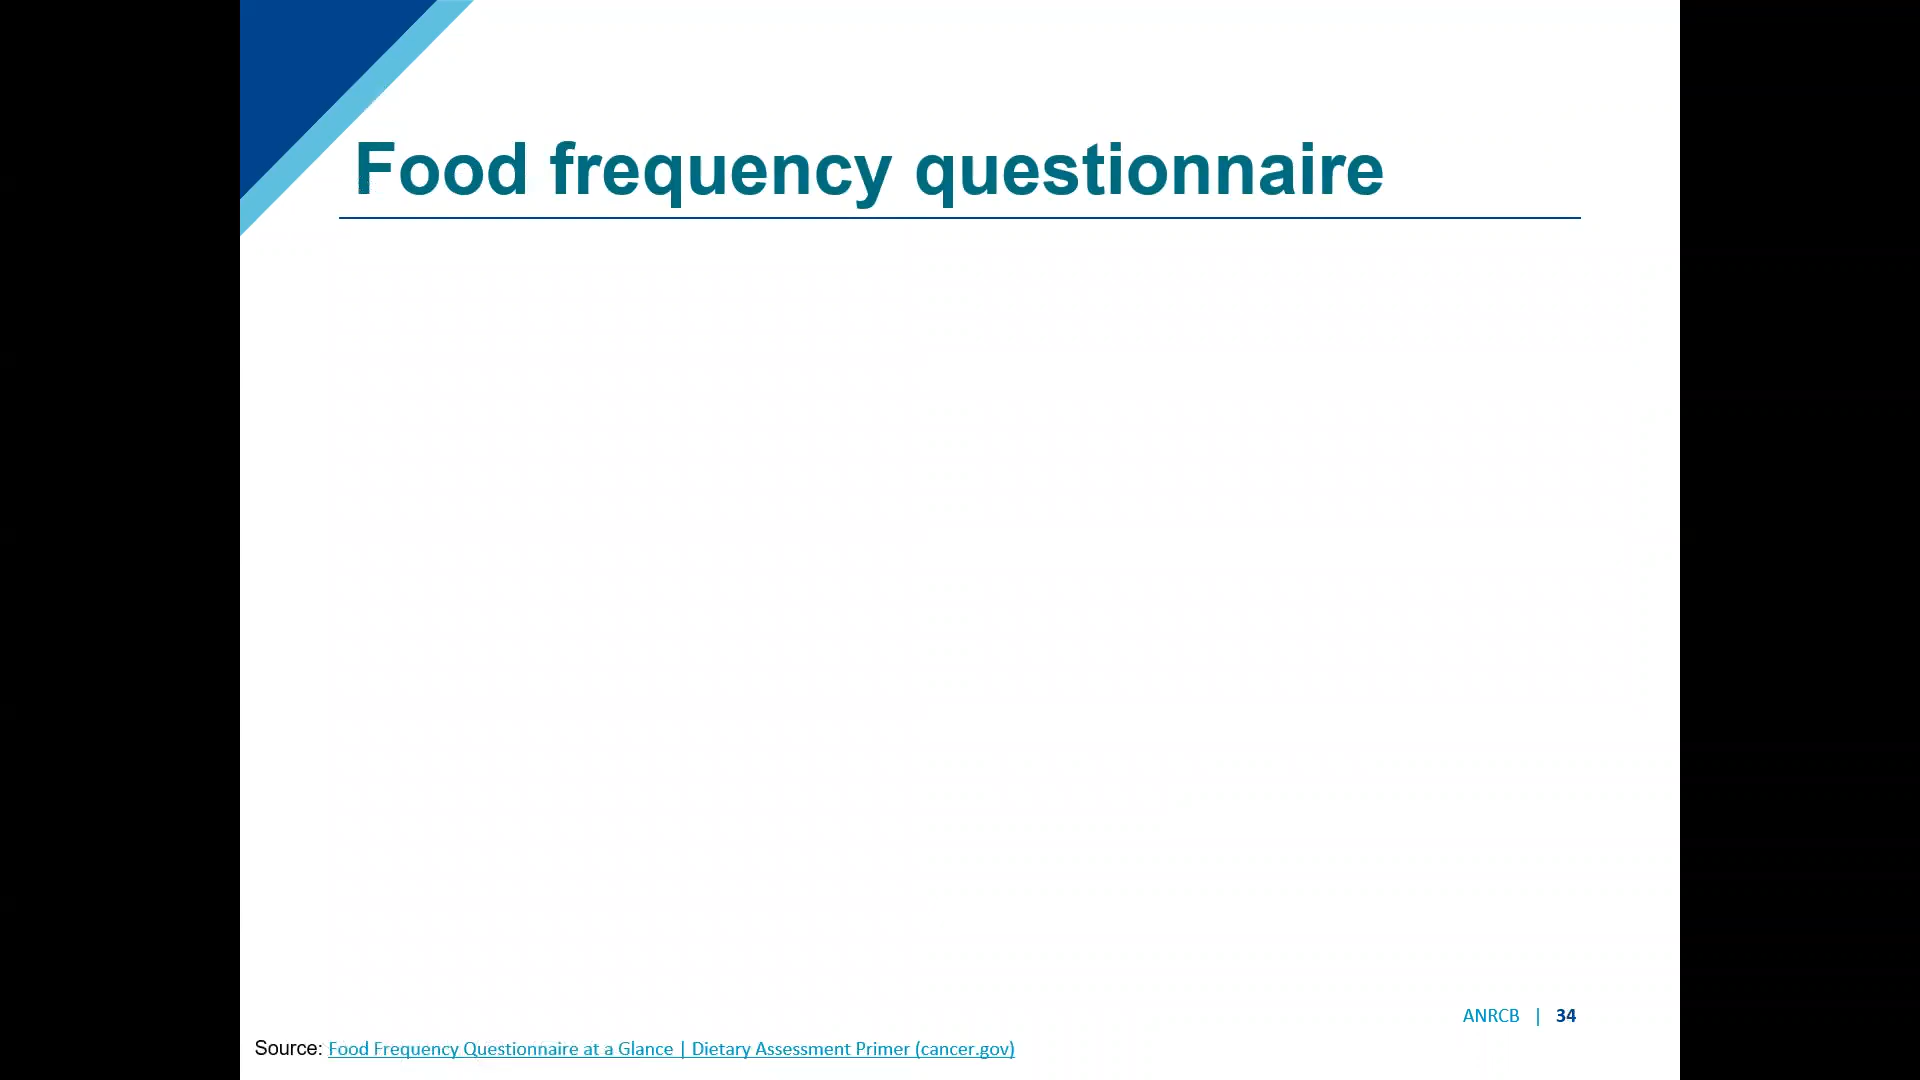 Food frequency questionnaire
ANRCB | 34
Source: Food Frequency Questionnaire at a Glance | Dietary Assessment Primer (cancer.gov)